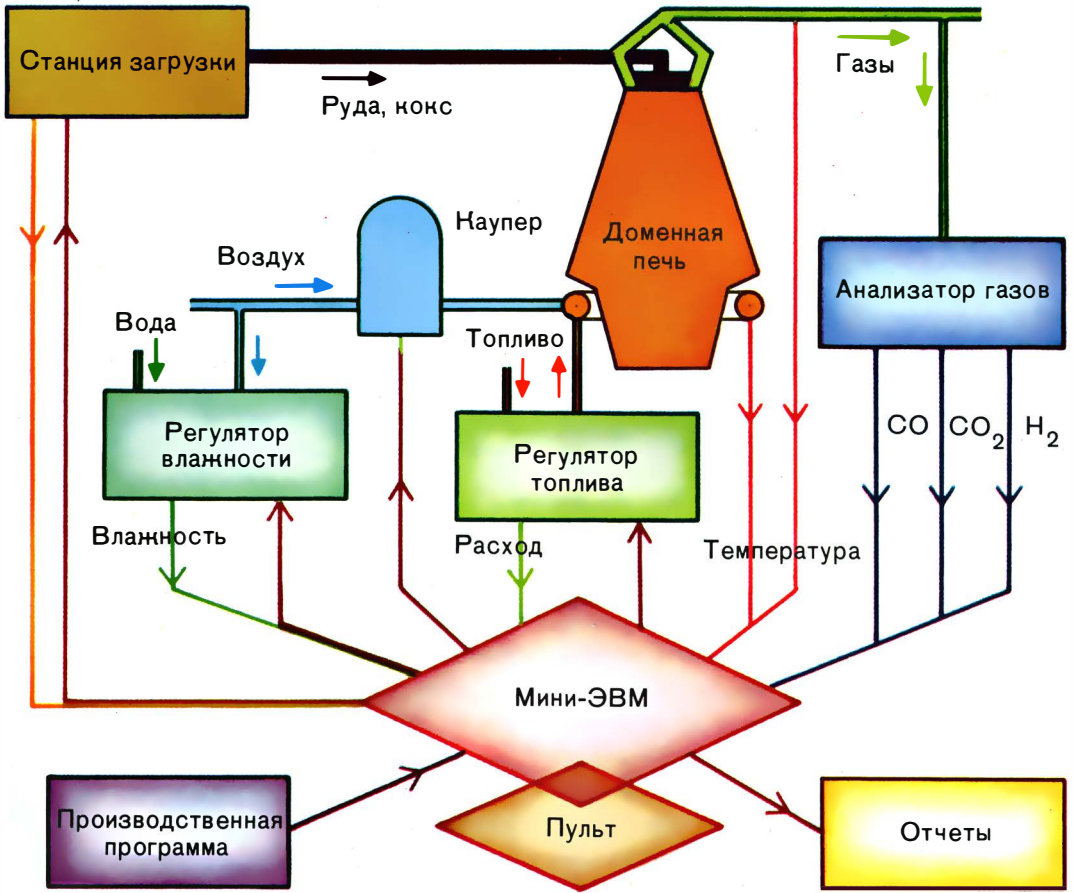 Станция загрузки
Руда, кокс
Газы
Каупер
Доменная
печь
Воздух
Анализатор газов
Вода
Топливо
Регулятор
влажности
Регулятор
топлива
CO
CO₂
H₂
Влажность
Расход
Температура
Мини-ЭВМ
Производственная
программа
Пульт
Отчеты